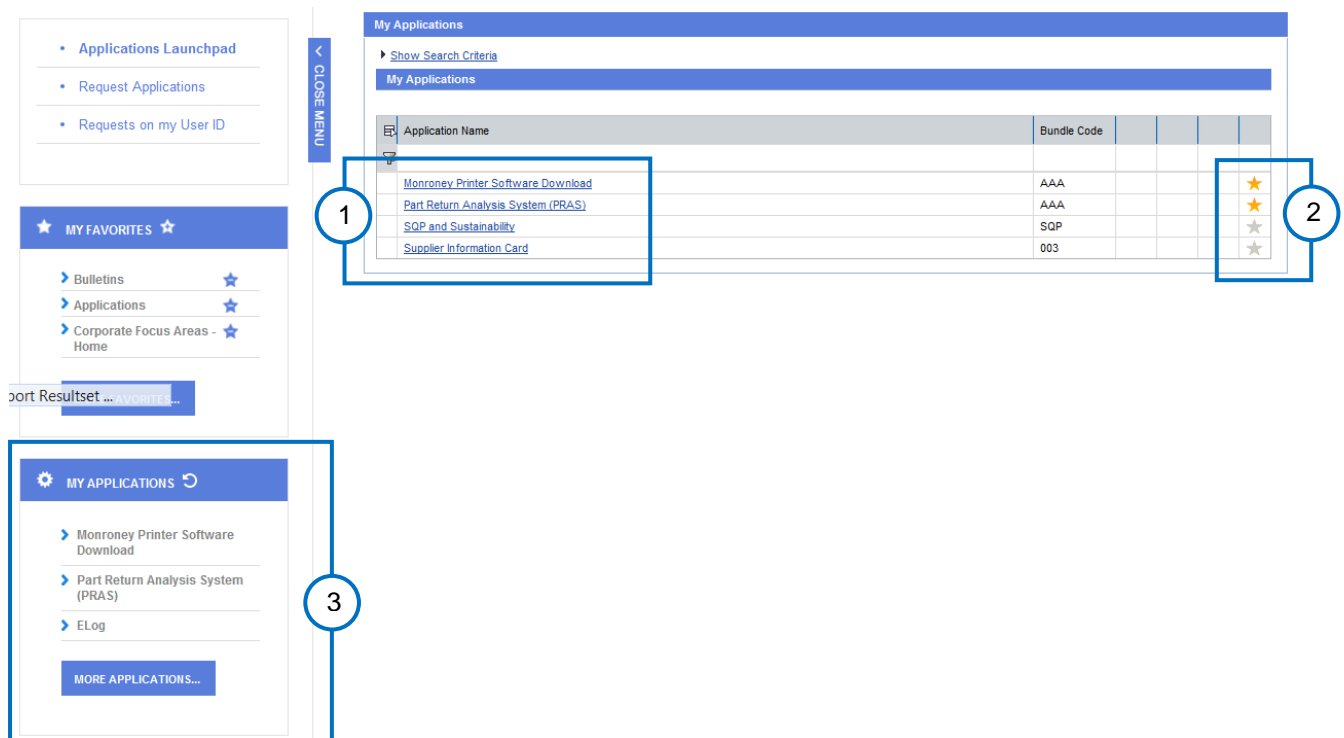 Applications Launchpad
Request Applications
Requests on my User ID
CLOSE MENU
MY FAVORITES
Bulletins
Applications
Corporate Focus Areas -
Home
port Resultset ...
AVORITES...
MY APPLICATIONS
Monroney Printer Software
Download
Part Return Analysis System
(PRAS)
ELog
MORE APPLICATIONS...
3
My Applications
Show Search Criteria
My Applications
Application Name Bundle Code
1
Monroney Printer Software Download AAA
Part Return Analysis System (PRAS) AAA
SQP and Sustainability SQP
Supplier Information Card 003
2